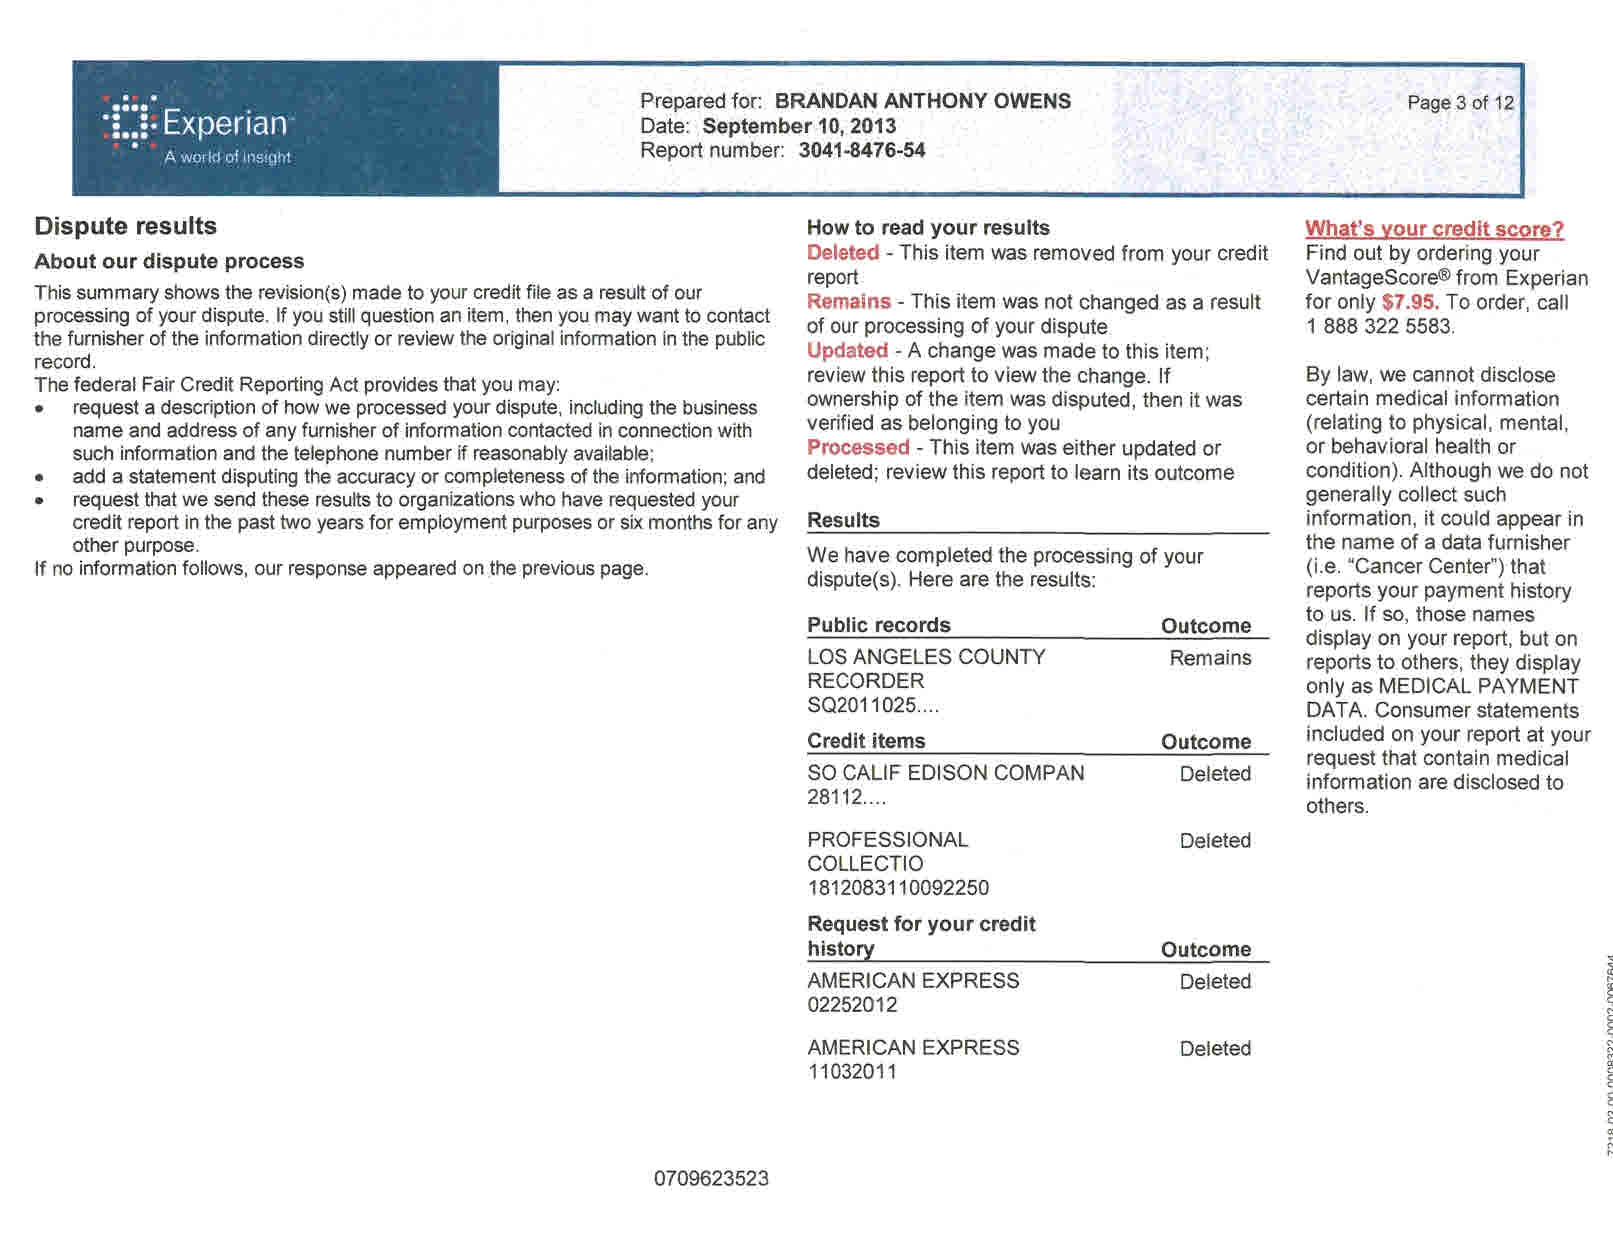 Experian
A world of insight
Prepared for: BRANDAN ANTHONY OWENS
Date: September 10, 2013
Report number: 3041-8476-54
Page 3 of 12
Dispute results
About our dispute process
This summary shows the revision(s) made to your credit file as a result of our
processing of your dispute. If you still question an item, then you may want to contact
the furnisher of the information directly or review the original information in the public
record.
The federal Fair Credit Reporting Act provides that you may:
• request a description of how we processed your dispute, including the business
name and address of any furnisher of information contacted in connection with
such information and the telephone number if reasonably available;
• add a statement disputing the accuracy or completeness of the information; and
• request that we send these results to organizations who have requested your
credit report in the past two years for employment purposes or six months for any
other purpose.
If no information follows, our response appeared on the previous page.
How to read your results
Deleted - This item was removed from your credit
report
Remains - This item was not changed as a result
of our processing of your dispute
Updated - A change was made to this item;
review this report to view the change. If
ownership of the item was disputed, then it was
verified as belonging to you
Processed - This item was either updated or
deleted; review this report to learn its outcome
Results
We have completed the processing of your
dispute(s). Here are the results:
Public records Outcome
LOS ANGELES COUNTY Remains
RECORDER
SQ2011025....
Credit items Outcome
SO CALIF EDISON COMPAN Deleted
28112....
PROFESSIONAL Deleted
COLLECTIO
1812083110092250
Request for your credit
history Outcome
AMERICAN EXPRESS Deleted
02252012
AMERICAN EXPRESS Deleted
11032011
What's your credit score?
Find out by ordering your
VantageScore® from Experian
for only $7.95. To order, call
1 888 322 5583.
By law, we cannot disclose
certain medical information
(relating to physical, mental,
or behavioral health or
condition). Although we do not
generally collect such
information, it could appear in
the name of a data furnisher
(i.e. “Cancer Center”) that
reports your payment history
to us. If so, those names
display on your report, but on
reports to others, they display
only as MEDICAL PAYMENT
DATA. Consumer statements
included on your report at your
request that contain medical
information are disclosed to
others.
0709623523